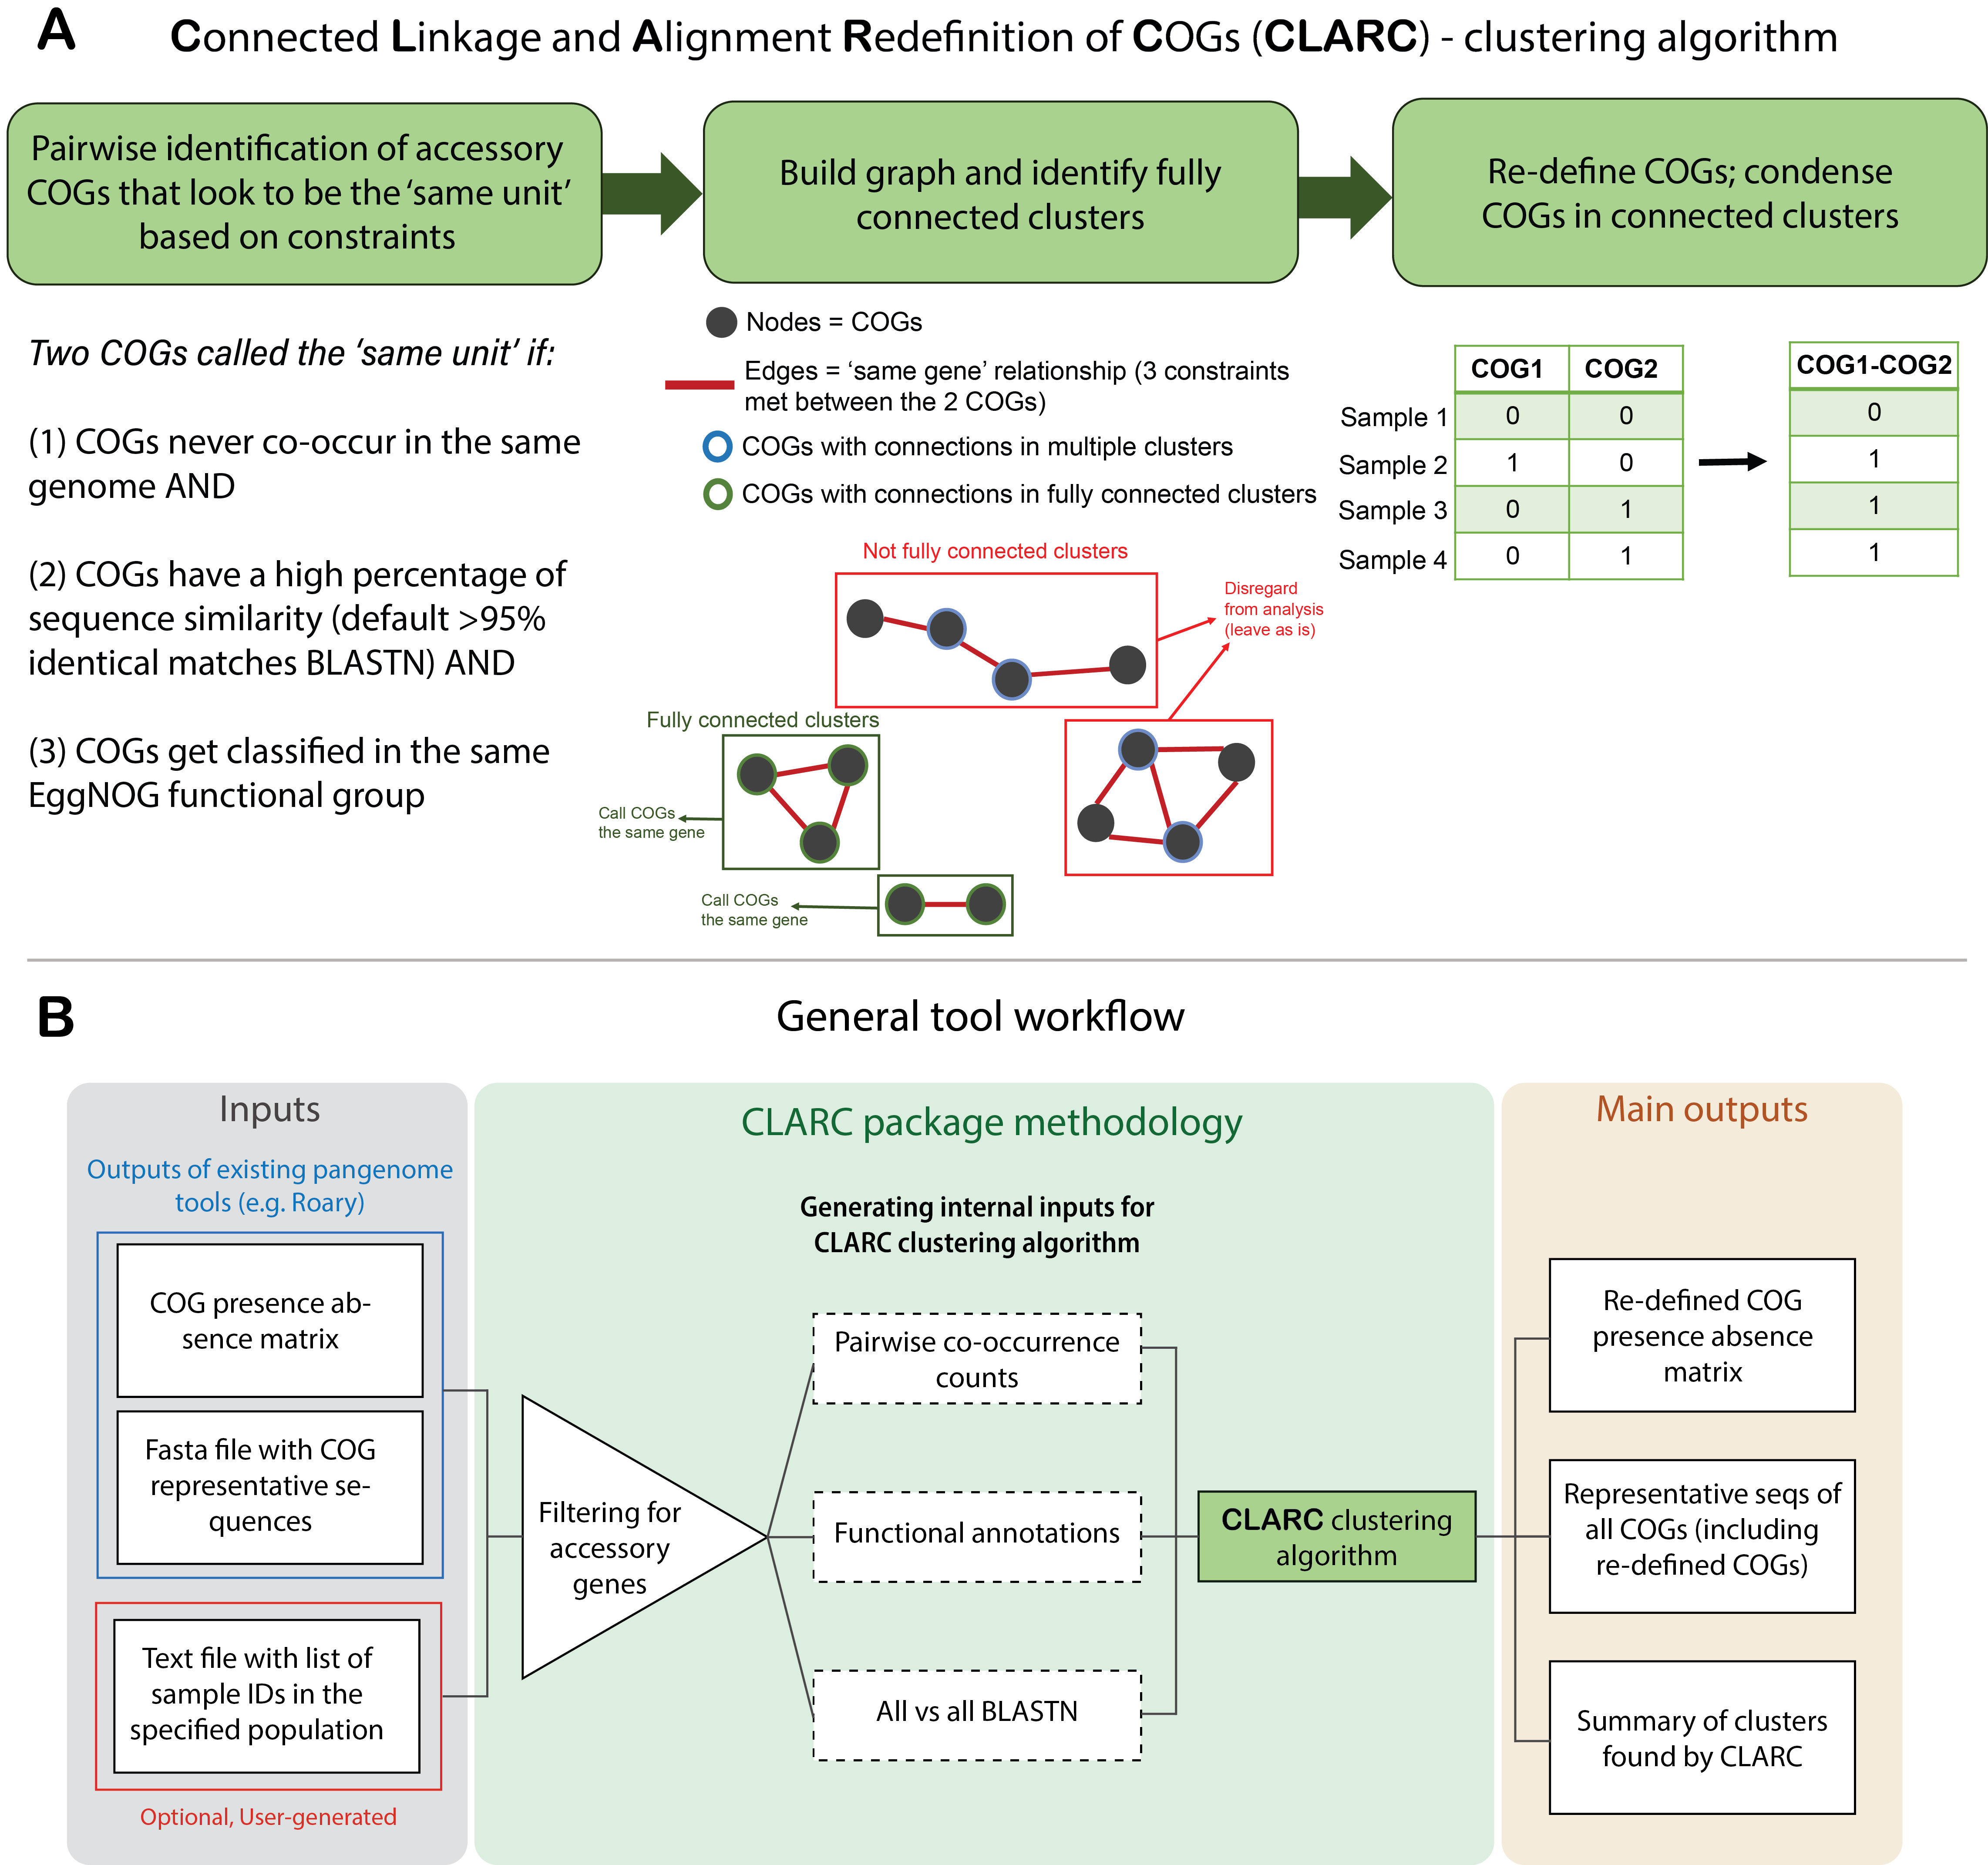 A
Connected Linkage and Alignment Redefinition of COGs (CLARC) - clustering algorithm
Pairwise identification of accessory
COGs that look to be the ‘same unit’
based on constraints
Build graph and identify fully
connected clusters
Re-define COGs; condense
COGs in connected clusters
Two COGs called the ‘same unit’ if:
(1) COGs never co-occur in the same
genome AND
(2) COGs have a high percentage of
sequence similarity (default >95%
identical matches BLASTN) AND
(3) COGs get classified in the same
EggNOG functional group
Nodes = COGs
Edges = ‘same gene’ relationship (3 constraints
met between the 2 COGs)
COGs with connections in multiple clusters
COGs with connections in fully connected clusters
Not fully connected clusters
Disregard
from analysis
(leave as is)
Fully connected clusters
Call COGs
the same gene
Call COGs
the same gene
COG1 COG2
Sample 1 0 0
Sample 2 1 0
Sample 3 0 1
Sample 4 0 1
COG1-COG2
0
1
1
1
B
General tool workflow
Inputs
Outputs of existing pangenome
tools (e.g. Roary)
COG presence ab-
sence matrix
Fasta file with COG
representative se-
quences
Text file with list of
sample IDs in the
specified population
Optional, User-generated
CLARC package methodology
Generating internal inputs for
CLARC clustering algorithm
Filtering for
accessory
genes
Pairwise co-occurrence
counts
Functional annotations
All vs all BLASTN
CLARC clustering
algorithm
Main outputs
Re-defined COG
presence absence
matrix
Representative seqs of
all COGs (including
re-defined COGs)
Summary of clusters
found by CLARC